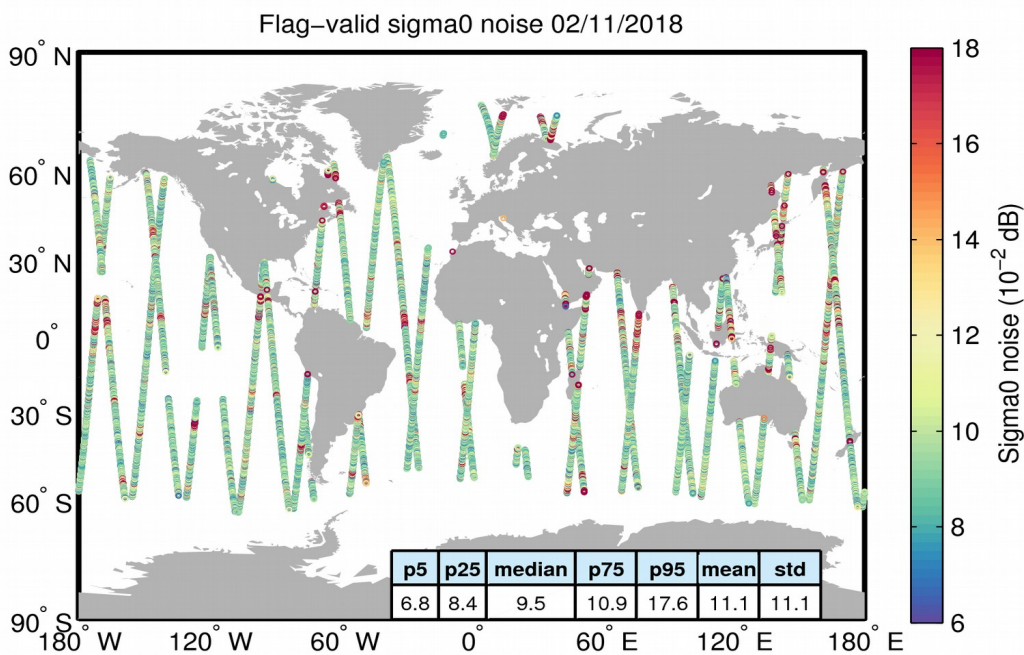 Flag−valid sigma0 noise 02/11/2018
90° N
60° N
30° N
0°
30° S
60° S
90° S
180° W
120° W
60° W
0°
60° E
120° E
180° E
p5 p25 median p75 p95 mean std
6.8 8.4 9.5 10.9 17.6 11.1 11.1
18
16
14
12
10
8
6
Sigma0 noise (10⁻² dB)